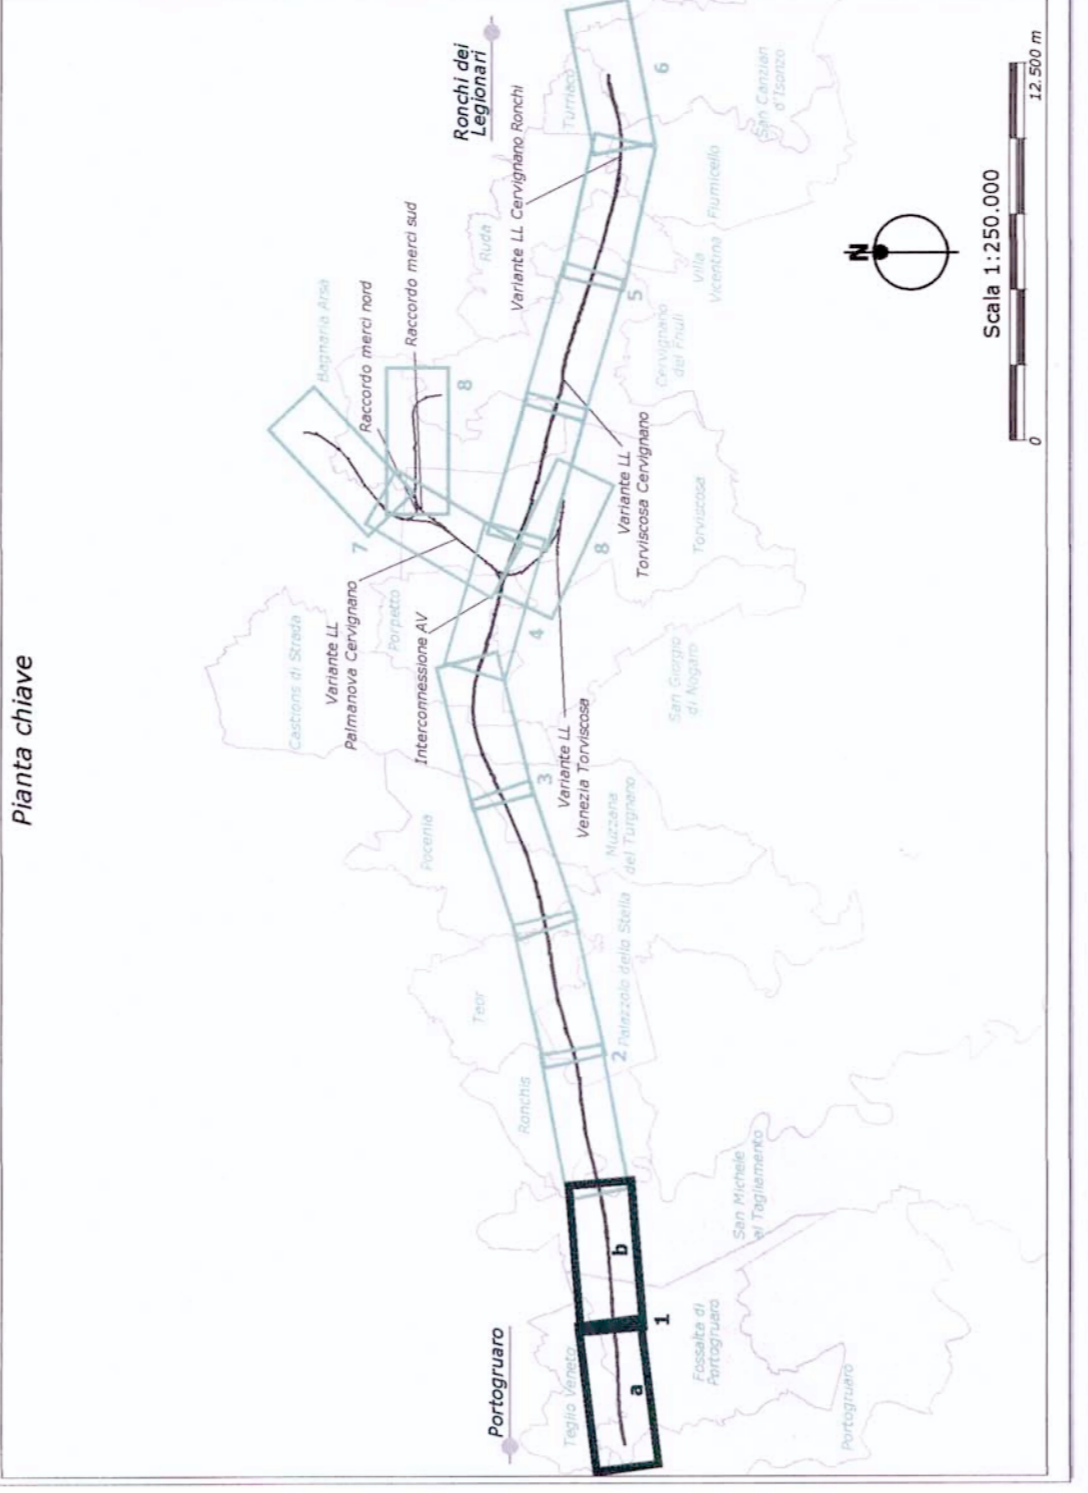 Pianta chiave
Ronchi dei
Legionari
Turriaco
6
San Canzian
d'Isonzo
Variante LL Cervignano Ronchi
Ruda
Fiumicello
Villa
Vicentina
5
Bagnaria Arsa
Raccordo merci nord
Raccordo merci sud
8
Cervignano
del Friuli
7
Variante LL
Torviscosa Cervignano
Torviscosa
8
Castions di Strada
Porpetto
Variante LL
Palmanova Cervignano
Interconnessione AV
4
San Giorgio
di Nogaro
Variante LL
Venezia Torviscosa
3
Pocenia
Muzzana
del Turgnano
Teor
Palazzolo dello Stella
2
Ronchis
San Michele
al Tagliamento
b
1
a
Portogruaro
Teglio Veneto
Fossalta di
Portogruaro
Portogruaro
N
Scala 1:250.000
0
12.500 m